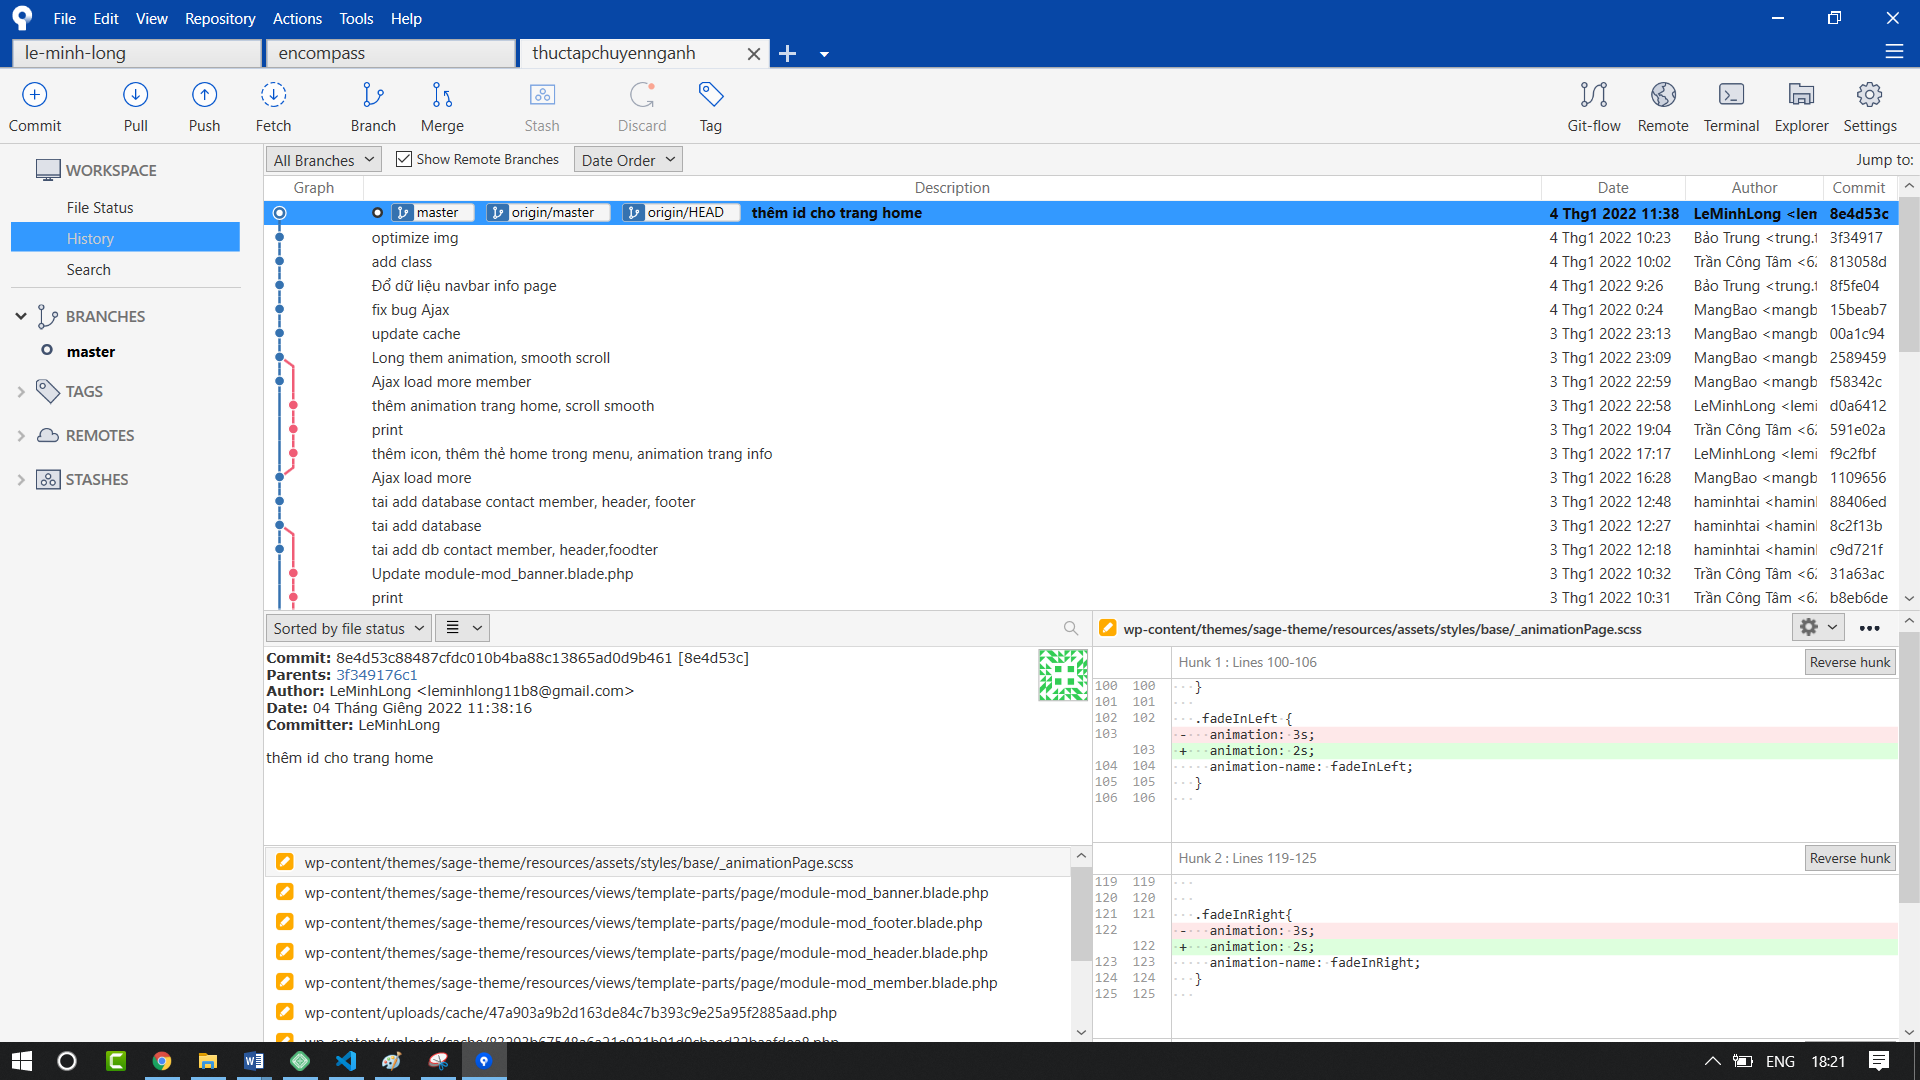 File Edit View Repository Actions Tools Help
le-minh-long encompass thuctapchuyennganh
Commit Pull Push Fetch Branch Merge Stash Discard Tag Git-flow Remote Terminal Explorer Settings
WORKSPACE
File Status
History
Search
BRANCHES
master
TAGS
REMOTES
STASHES
All Branches Show Remote Branches Date Order Jump to:
Graph Description Date Author Commit
master origin/master origin/HEAD thêm id cho trang home 4 Thg1 2022 11:38 LeMinhLong <lem 8e4d53c
optimize img 4 Thg1 2022 10:23 Bảo Trung <trung.t 3f34917
add class 4 Thg1 2022 10:02 Trần Công Tâm <62 813058d
Đổ dữ liệu navbar info page 4 Thg1 2022 9:26 Bảo Trung <trung.t 8f5fe04
fix bug Ajax 4 Thg1 2022 0:24 MangBao <mangb 15beab7
update cache 3 Thg1 2022 23:13 MangBao <mangb 00a1c94
Long them animation, smooth scroll 3 Thg1 2022 23:09 MangBao <mangb 2589459
Ajax load more member 3 Thg1 2022 22:59 MangBao <mangb f58342c
thêm animation trang home, scroll smooth 3 Thg1 2022 22:58 LeMinhLong <lemi d0a6412
print 3 Thg1 2022 19:04 Trần Công Tâm <62 591e02a
thêm icon, thêm thẻ home trong menu, animation trang info 3 Thg1 2022 17:17 LeMinhLong <lemi f9c2fbf
Ajax load more 3 Thg1 2022 16:28 MangBao <mangb 1109656
tai add database contact member, header, footer 3 Thg1 2022 12:48 haminhtai <hamin 88406ed
tai add database 3 Thg1 2022 12:27 haminhtai <hamin 8c2f13b
tai add db contact member, header,foodter 3 Thg1 2022 12:18 haminhtai <hamin c9d721f
Update module-mod_banner.blade.php 3 Thg1 2022 10:32 Trần Công Tâm <62 31a63ac
print 3 Thg1 2022 10:31 Trần Công Tâm <62 b8eb6de
Sorted by file status
Commit: 8e4d53c88487cfdc010b4ba88c13865ad0d9b461 [8e4d53c]
Parents: 3f349176c1
Author: LeMinhLong <leminhlong11b8@gmail.com>
Date: 04 Tháng Giêng 2022 11:38:16
Committer: LeMinhLong
thêm id cho trang home
wp-content/themes/sage-theme/resources/assets/styles/base/_animationPage.scss
wp-content/themes/sage-theme/resources/views/template-parts/page/module-mod_banner.blade.php
wp-content/themes/sage-theme/resources/views/template-parts/page/module-mod_footer.blade.php
wp-content/themes/sage-theme/resources/views/template-parts/page/module-mod_header.blade.php
wp-content/themes/sage-theme/resources/views/template-parts/page/module-mod_member.blade.php
wp-content/uploads/cache/47a903a9b2d163de84c7b393c9e25a95f2885aad.php
wp-content/themes/sage-theme/resources/assets/styles/base/_animationPage.scss
Hunk 1 : Lines 100-106 Reverse hunk
100 100 }
101 101
102 102 .fadeInLeft {
103 - animation: 3s;
103 + animation: 2s;
104 104 animation-name: fadeInLeft;
105 105 }
106 106
Hunk 2 : Lines 119-125 Reverse hunk
119 119
120 120
121 121 .fadeInRight{
122 - animation: 3s;
122 + animation: 2s;
123 123 animation-name: fadeInRight;
124 124 }
125 125
ENG 18:21